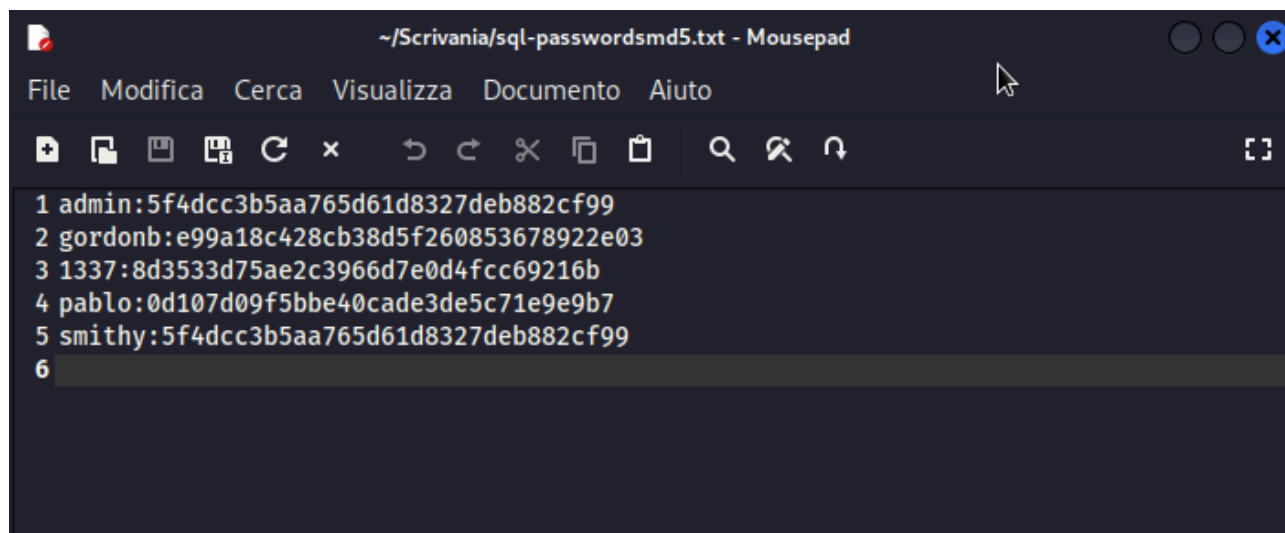 ~/Scrivania/sql-passwordsmd5.txt - Mousepad
File Modifica Cerca Visualizza Documento Aiuto
1 admin:5f4dcc3b5aa765d61d8327deb882cf99
2 gordonb:e99a18c428cb38d5f260853678922e03
3 1337:8d3533d75ae2c3966d7e0d4fcc69216b
4 pablo:0d107d09f5bbe40cade3de5c71e9e9b7
5 smithy:5f4dcc3b5aa765d61d8327deb882cf99
6